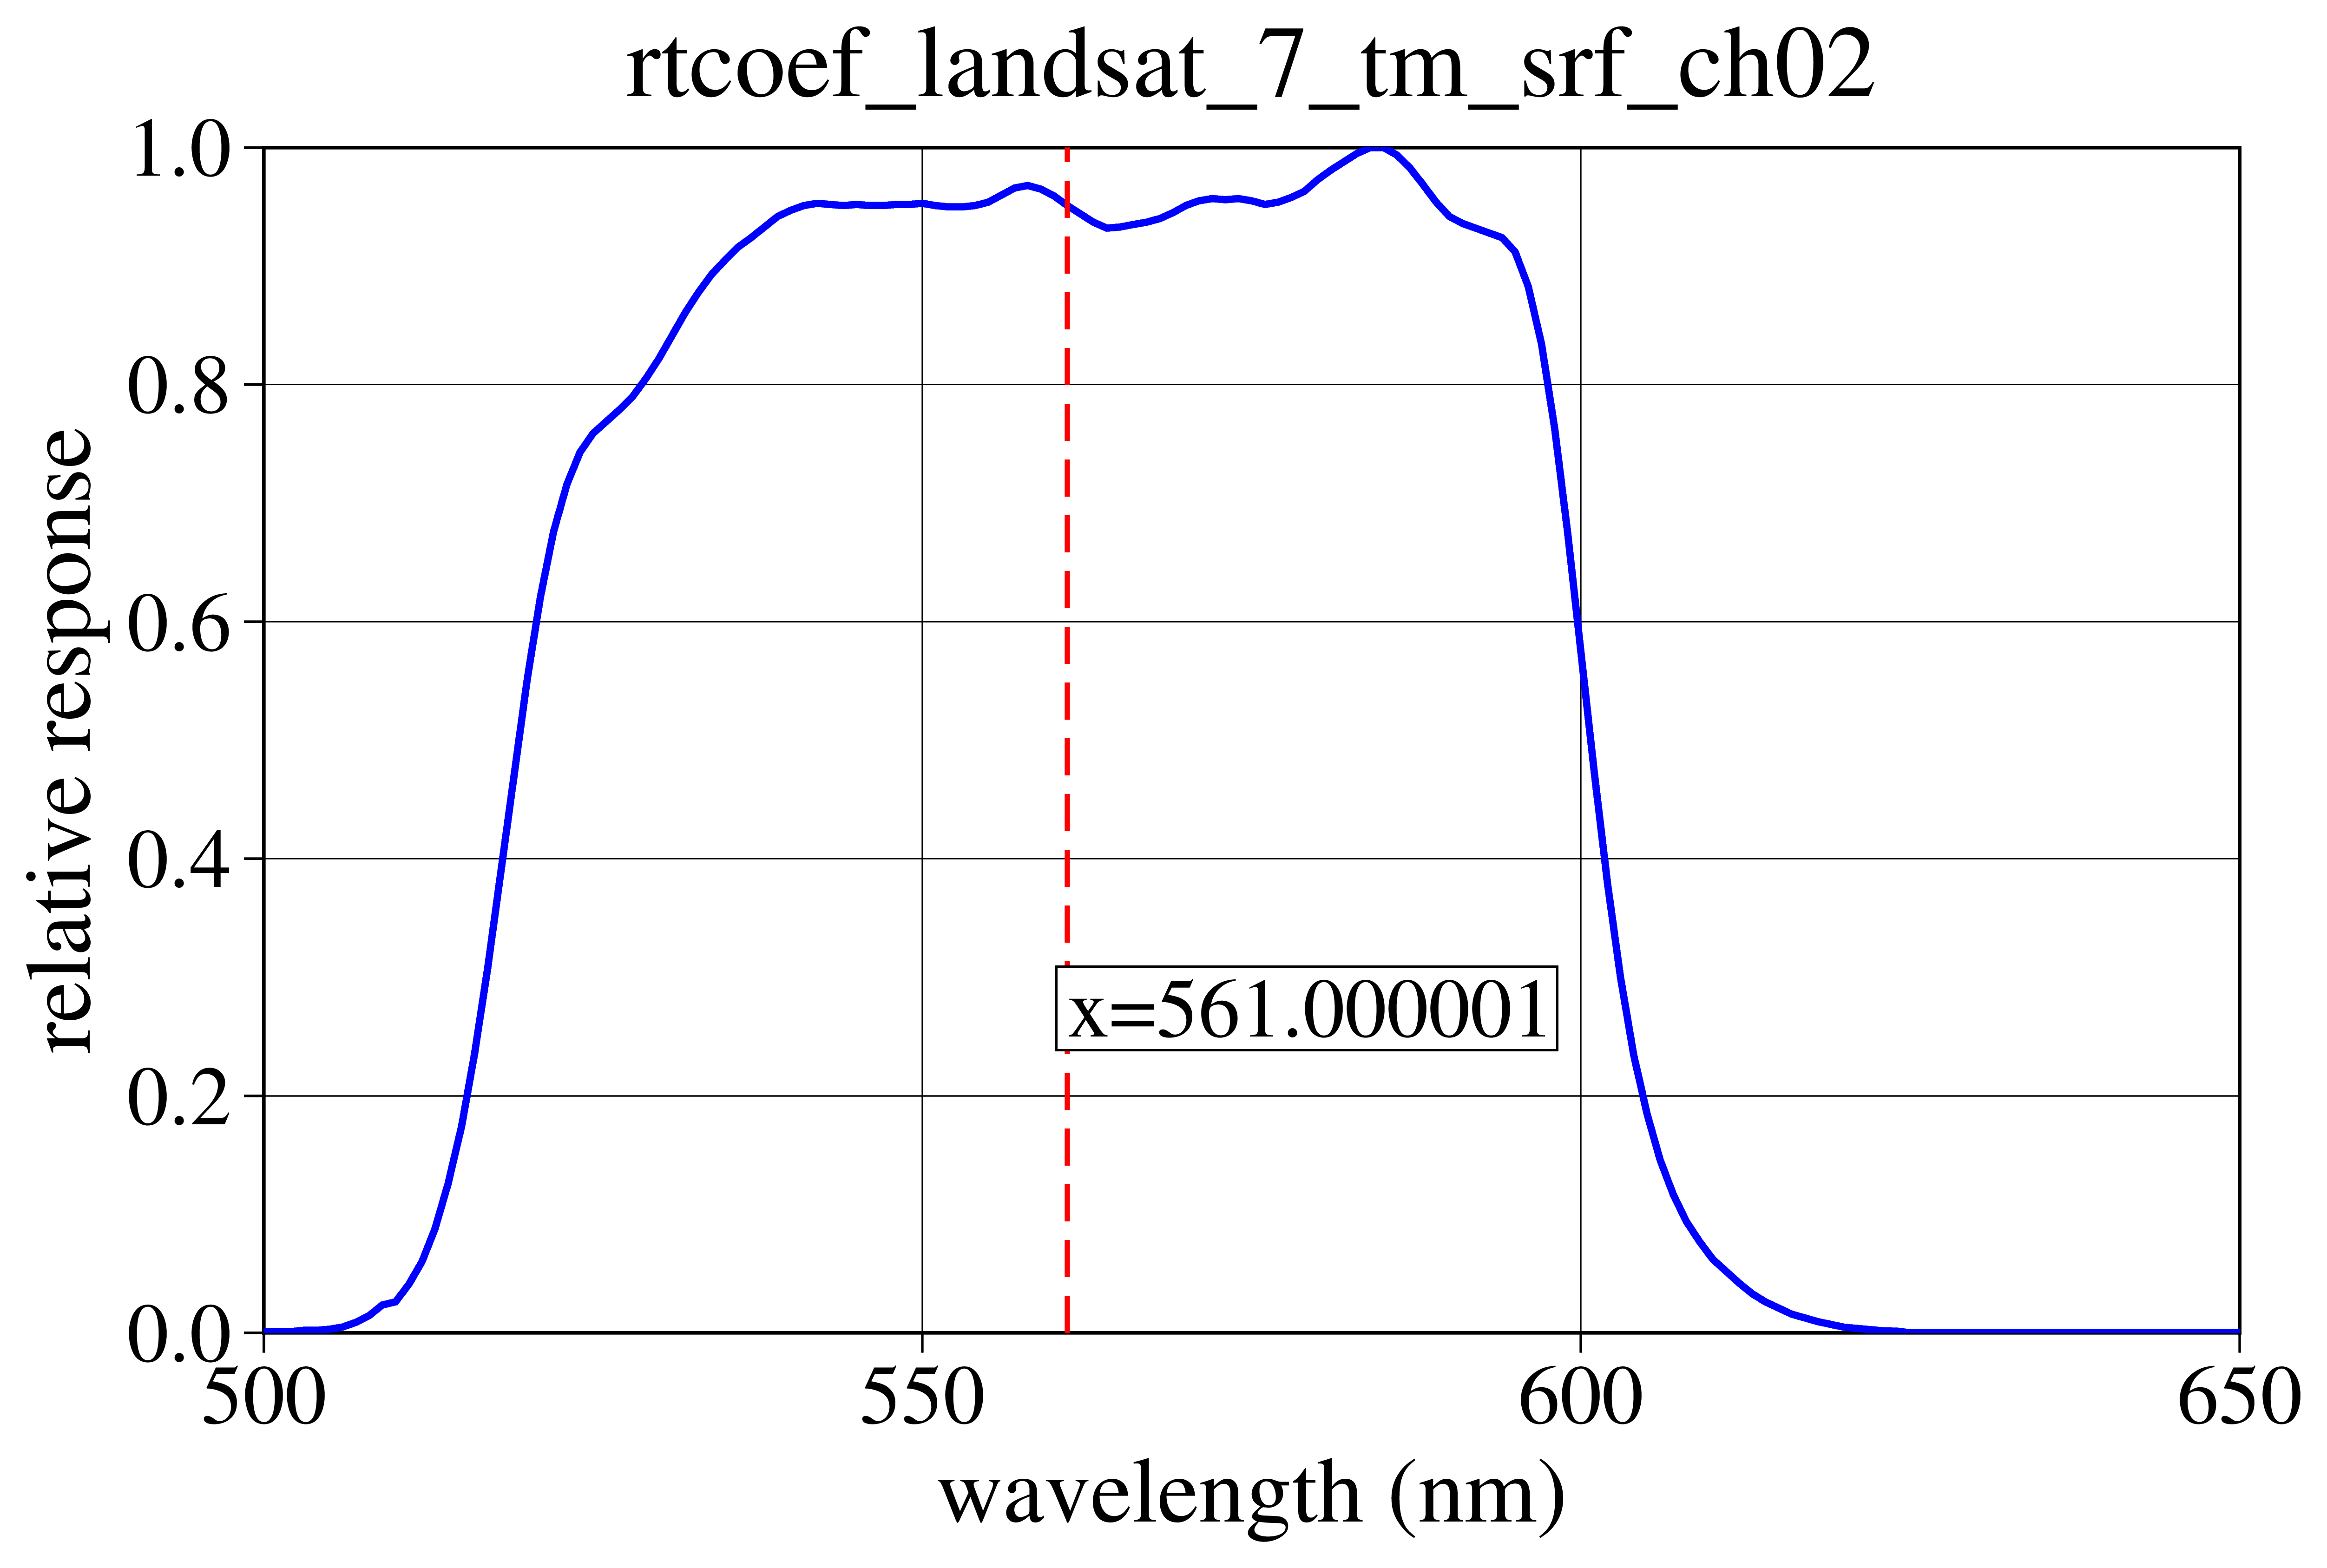 rtcoef_landsat_7_tm_srf_ch02
1.0
0.8
0.6
0.4
0.2
0.0
relative response
x=561.000001
500 550 600 650
wavelength (nm)